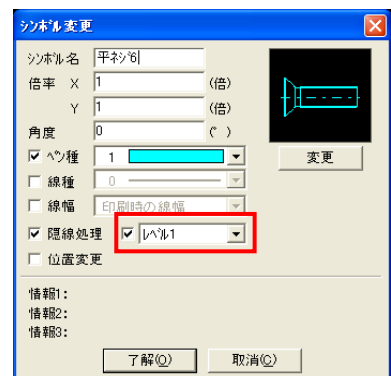 ｼﾝﾎﾞﾙ変更
ｼﾝﾎﾞﾙ名 平ﾈｼﾞ6
倍率 X 1 (倍)
Y 1 (倍)
角度 0 (°)
ﾍﾟﾝ種 1
変更
線種 0
線幅 印刷時の線幅
隠線処理 ﾚﾍﾞﾙ1
位置変更
情報1:
情報2:
情報3:
了解(O) 取消(C)